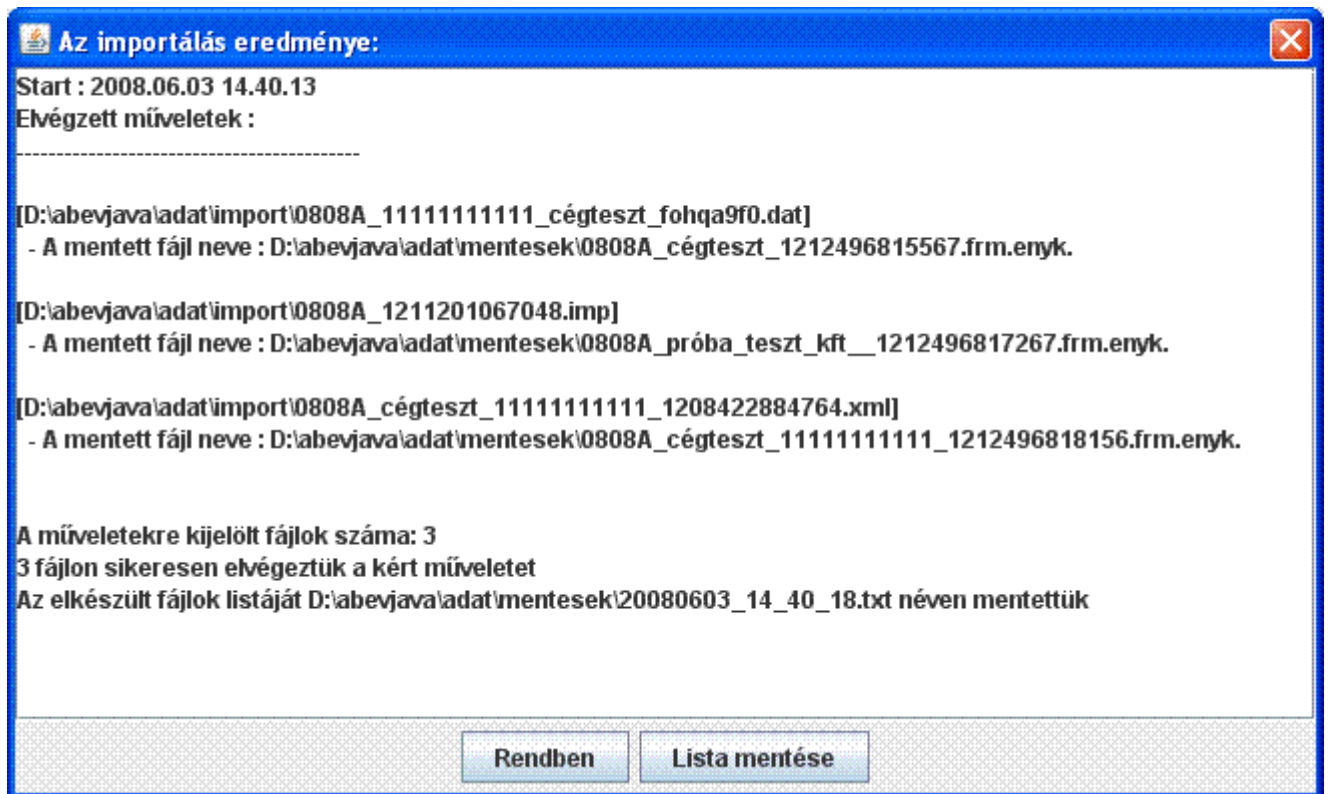 Az importálás eredménye:
Start : 2008.06.03 14.40.13
Elvégzett műveletek :
-------------------------------------------
[D:\abevjava\adat\import\0808A_11111111111_cégteszt_fohqa9f0.dat]
- A mentett fájl neve : D:\abevjava\adat\mentesek\0808A_cégteszt_1212496815567.frm.enyk.
[D:\abevjava\adat\import\0808A_1211201067048.imp]
- A mentett fájl neve : D:\abevjava\adat\mentesek\0808A_próba_teszt_kft__1212496817267.frm.enyk.
[D:\abevjava\adat\import\0808A_cégteszt_11111111111_1208422884764.xml]
- A mentett fájl neve : D:\abevjava\adat\mentesek\0808A_cégteszt_11111111111_1212496818156.frm.enyk.
A műveletekre kijelölt fájlok száma: 3
3 fájlon sikeresen elvégeztük a kért műveletet
Az elkészült fájlok listáját D:\abevjava\adat\mentesek\20080603_14_40_18.txt néven mentettük
Rendben
Lista mentése